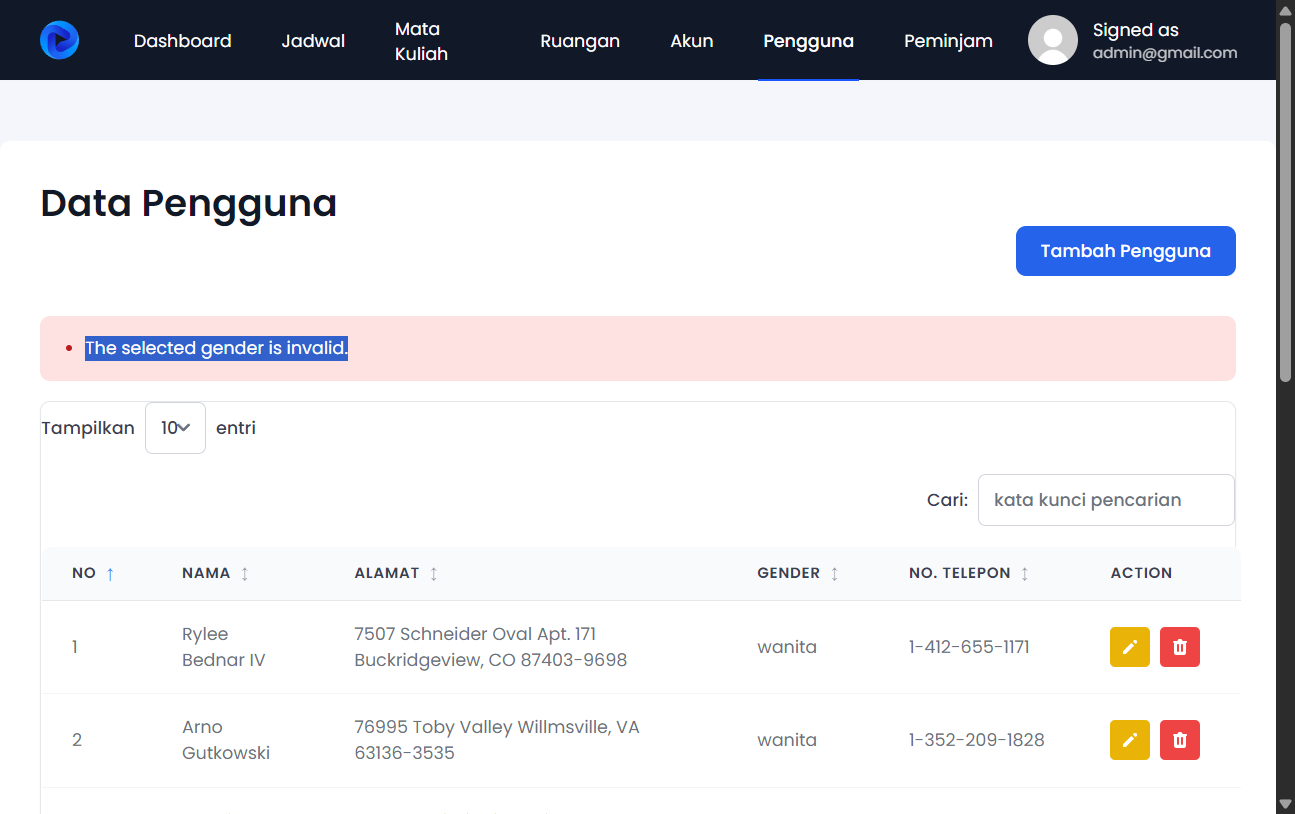 Dashboard Jadwal Mata Kuliah Ruangan Akun Pengguna Peminjam Signed as
admin@gmail.com
Data Pengguna
Tambah Pengguna
The selected gender is invalid.
Tampilkan 10 entri
Cari: kata kunci pencarian
NO NAMA ALAMAT GENDER NO. TELEPON ACTION
1 Rylee Bednar IV 7507 Schneider Oval Apt. 171 Buckridgeview, CO 87403-9698 wanita 1-412-655-1171
2 Arno Gutkowski 76995 Toby Valley Willmsville, VA 63136-3535 wanita 1-352-209-1828